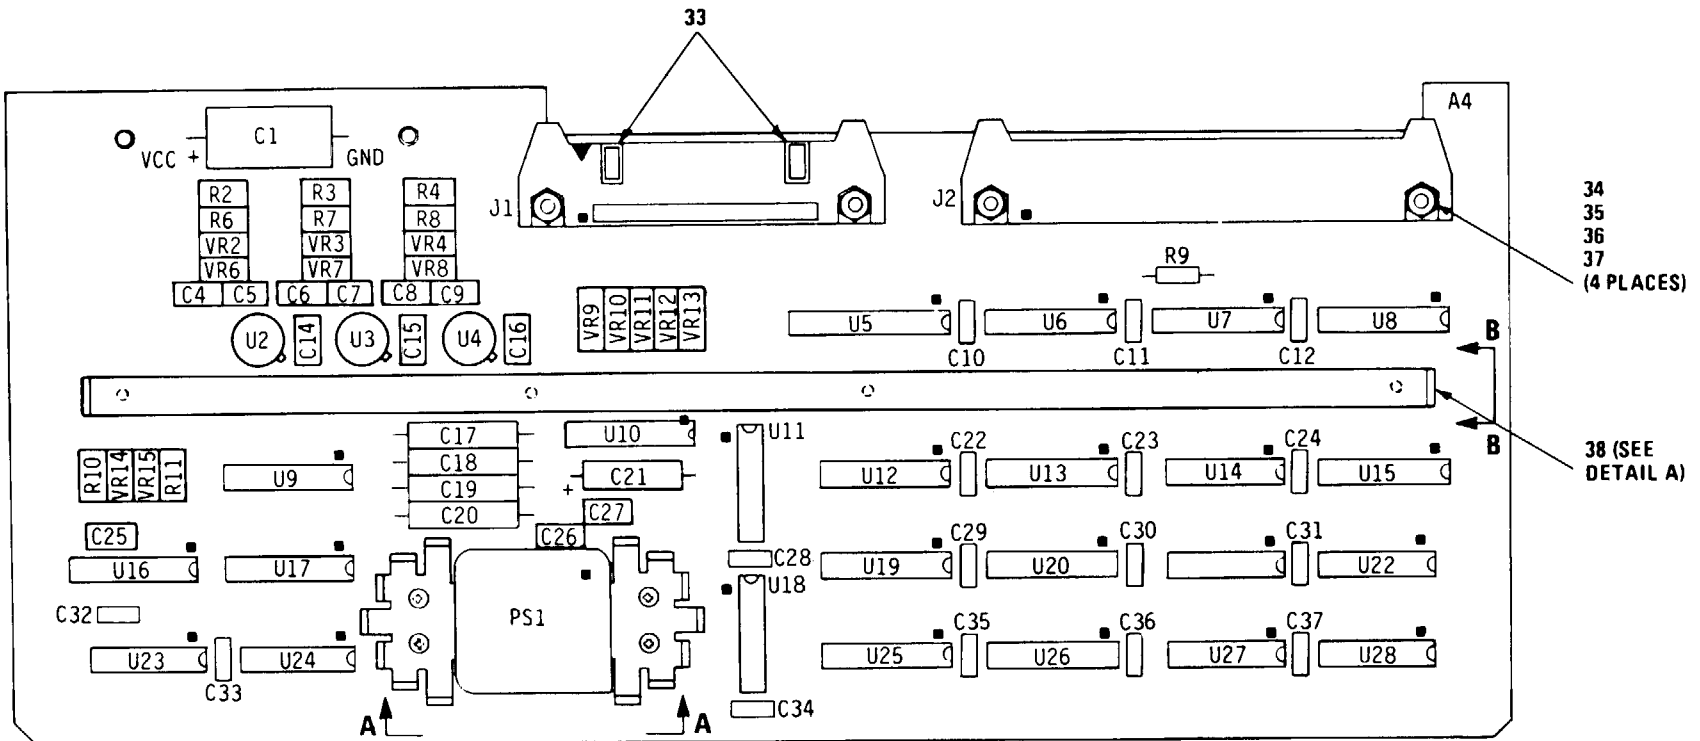 33
A4
C1
VCC +
GND
R2
R3
R4
R6
R7
R8
VR2
VR3
VR4
VR6
VR7
VR8
C4
C5
C6
C7
C8
C9
J1
J2
34
35
36
37
(4 PLACES)
R9
U2
C14
U3
C15
U4
C16
VR9
VR10
VR11
VR12
VR13
U5
U6
U7
U8
C10
C11
C12
B
B
38 (SEE
DETAIL A)
R10
VR14
VR15
R11
U9
C17
C18
C19
C20
U10
C21
+
C27
C26
U11
U12
C22
U13
C23
U14
C24
U15
C25
U16
U17
C28
U18
U19
C29
U20
C30
C31
U22
C32
PS1
U23
C33
U24
U25
C35
U26
C36
U27
C37
U28
C34
A
A